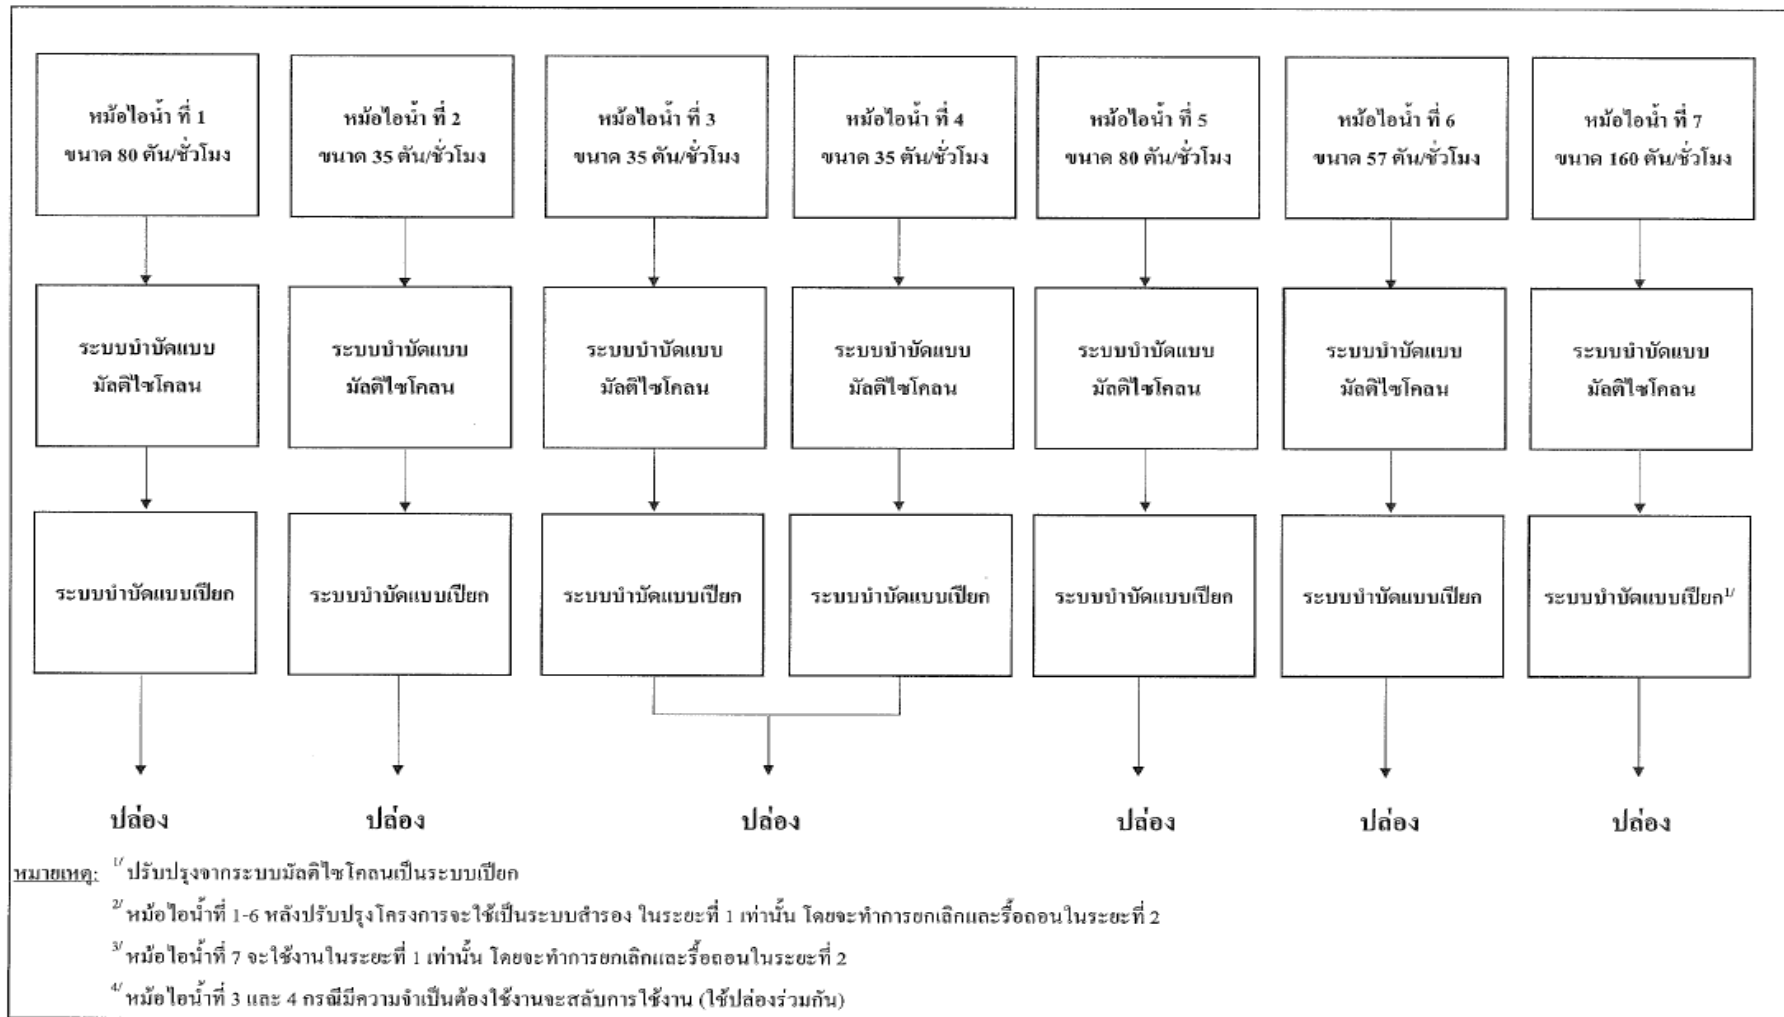 หม้อไอน้ำ ที่ 1
ขนาด 80 ตัน/ชั่วโมง
หม้อไอน้ำ ที่ 2
ขนาด 35 ตัน/ชั่วโมง
หม้อไอน้ำ ที่ 3
ขนาด 35 ตัน/ชั่วโมง
หม้อไอน้ำ ที่ 4
ขนาด 35 ตัน/ชั่วโมง
หม้อไอน้ำ ที่ 5
ขนาด 80 ตัน/ชั่วโมง
หม้อไอน้ำ ที่ 6
ขนาด 57 ตัน/ชั่วโมง
หม้อไอน้ำ ที่ 7
ขนาด 160 ตัน/ชั่วโมง
ระบบบำบัดแบบ
มัลติไซโคลน
ระบบบำบัดแบบ
มัลติไซโคลน
ระบบบำบัดแบบ
มัลติไซโคลน
ระบบบำบัดแบบ
มัลติไซโคลน
ระบบบำบัดแบบ
มัลติไซโคลน
ระบบบำบัดแบบ
มัลติไซโคลน
ระบบบำบัดแบบ
มัลติไซโคลน
ระบบบำบัดแบบเปียก
ระบบบำบัดแบบเปียก
ระบบบำบัดแบบเปียก
ระบบบำบัดแบบเปียก
ระบบบำบัดแบบเปียก
ระบบบำบัดแบบเปียก
ระบบบำบัดแบบเปียก1/
ปล่อง
ปล่อง
ปล่อง
ปล่อง
ปล่อง
ปล่อง
หมายเหตุ: 1/ ปรับปรุงจากระบบมัลติไซโคลนเป็นระบบเปียก
2/ หม้อไอน้ำที่ 1-6 หลังปรับปรุงโครงการจะใช้เป็นระบบสำรอง ในระยะที่ 1 เท่านั้น โดยจะทำการยกเลิกและรื้อถอนในระยะที่ 2
3/ หม้อไอน้ำที่ 7 จะใช้งานในระยะที่ 1 เท่านั้น โดยจะทำการยกเลิกและรื้อถอนในระยะที่ 2
4/ หม้อไอน้ำที่ 3 และ 4 กรณีมีความจำเป็นต้องใช้งานจะสลับการใช้งาน (ใช้ปล่องร่วมกัน)